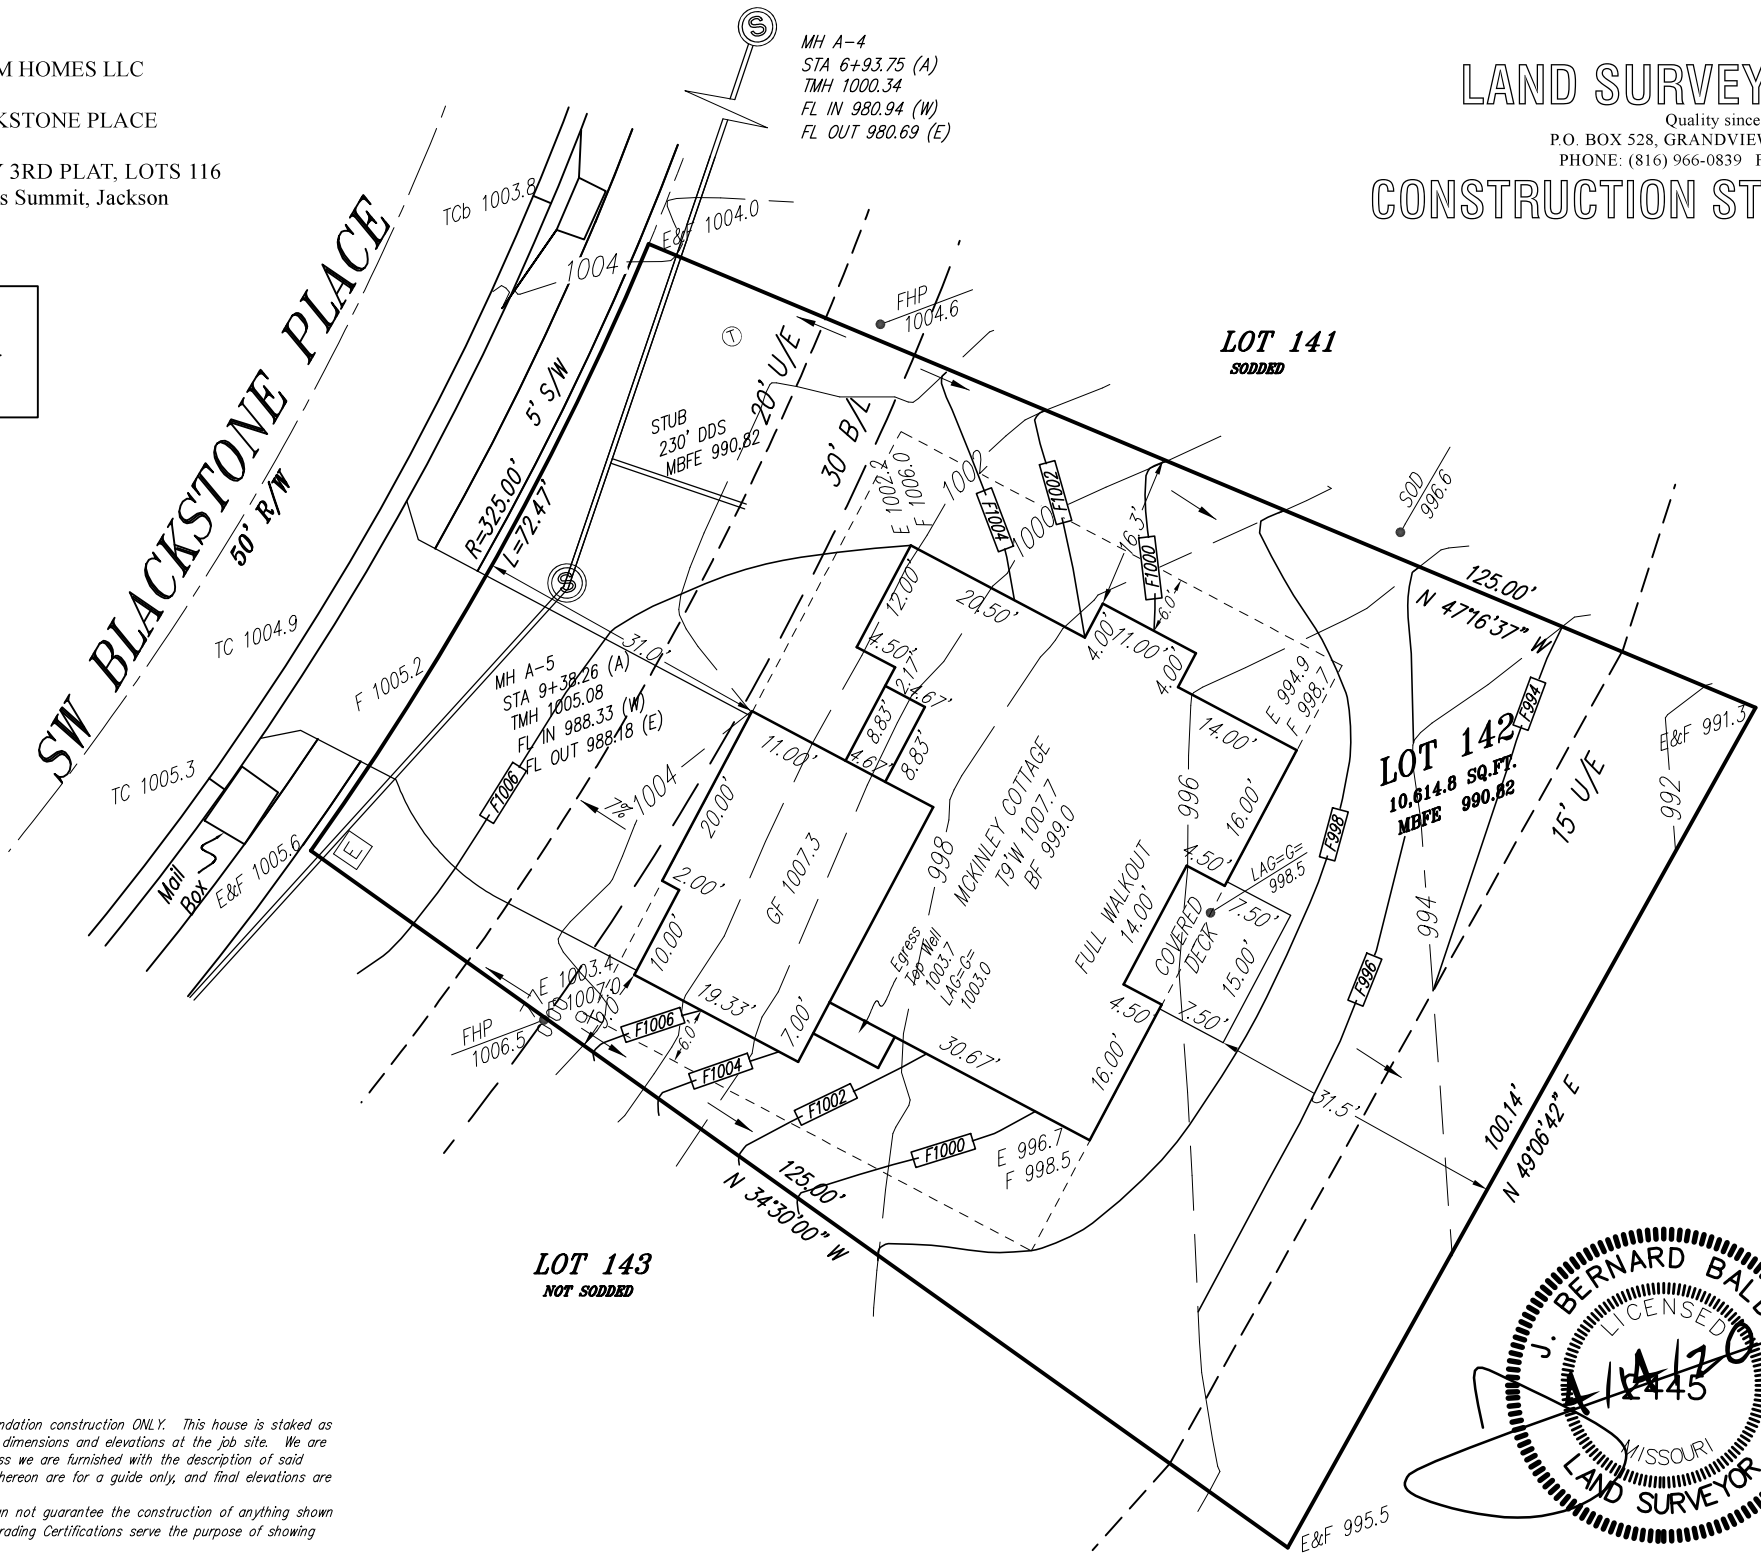 M HOMES LLC
KSTONE PLACE
Y 3RD PLAT, LOTS 116
s Summit, Jackson
MH A-4
STA 6+93.75 (A)
TMH 1000.34
FL IN 980.94 (W)
FL OUT 980.69 (E)
LAND SURVEY
Quality since
P.O. BOX 528, GRANDVIEW
PHONE: (816) 966-0839
CONSTRUCTION ST
SW BLACKSTONE PLACE
50' R/W
TCb 1003.8
E&F 1004.0
1004
5' S/W
R=325.00'
L=72.47'
T
20' U/E
30' B/L
STUB
230' DDS
MBFE 990.82
FHP
1004.6
LOT 141
SODDED
E 1002.2
F 1006.0
1002
1000
F1004
F1002
F1000
6.3'
6.0'
SOD
996.6
125.00'
N 47°16'37" W
S
S
TC 1004.9
F 1005.2
TC 1005.3
31.0'
MH A-5
STA 9+38.26 (A)
TMH 1005.08
FL IN 988.33 (W)
FL OUT 988.18 (E)
F1006
7%
1004
12.00'
20.50'
4.00'
11.00'
4.00'
4.50'
2.17'
4.67'
8.83'
8.83'
4.67'
11.00'
20.00'
2.00'
10.00'
19.33'
7.00'
GF 1007.3
998
MCKINLEY COTTAGE
T9'W 1007.7
BF 999.0
FULL WALKOUT
14.00'
996
14.00'
16.00'
4.50'
LAG=G=
998.5
7.50'
COVERED
DECK
15.00'
7.50'
4.50'
16.00'
30.67'
E 994.9
F 998.7
F998
F996
F994
994
992
LOT 142
10,614.8 SQ.FT.
MBFE 990.82
15' U/E
E&F 991.3
Mail
Box
E&F 1005.6
E
E 1003.4
F 1007.0
9.0'
FHP
1006.5
Egress
Top Well
1003.7
LAG=G=
1003.0
F1006
6.0'
F1004
F1002
F1000
E 996.7
F 998.5
31.5'
100.14'
N 49°06'42" E
125.00'
N 34°30'00" W
LOT 143
NOT SODDED
E&F 995.5
J. BERNARD
LICENSED
2445
MISSOURI
LAND SURVEYOR
ndation construction ONLY. This house is staked as
dimensions and elevations at the job site. We are
ss we are furnished with the description of said
hereon are for a guide only, and final elevations are
n not guarantee the construction of anything shown
rading Certifications serve the purpose of showing